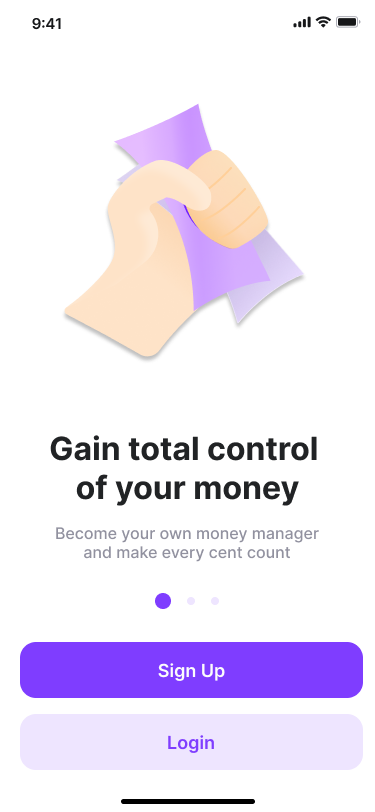 9:41
Gain total control
of your money
Become your own money manager
and make every cent count
Sign Up
Login